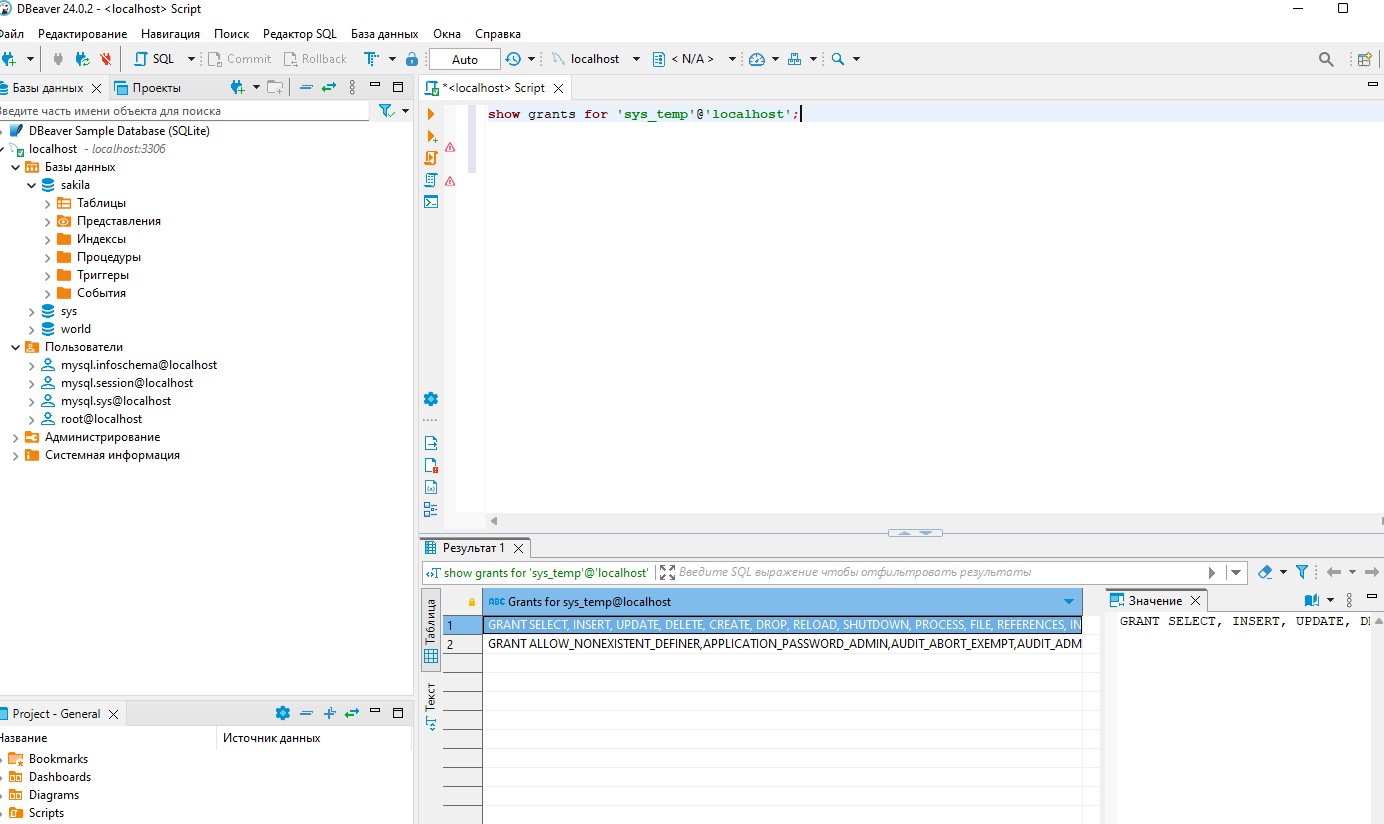 DBeaver 24.0.2 - <localhost> Script
Файл Редактирование Навигация Поиск Редактор SQL База данных Окна Справка
SQL Commit Rollback Auto localhost < N/A >
Базы данных Проекты
*<localhost> Script
Введите часть имени объекта для поиска
show grants for 'sys_temp'@'localhost';
DBeaver Sample Database (SQLite)
localhost - localhost:3306
Базы данных
sakila
Таблицы
Представления
Индексы
Процедуры
Триггеры
События
sys
world
Пользователи
mysql.infoschema@localhost
mysql.session@localhost
mysql.sys@localhost
root@localhost
Администрирование
Системная информация
Результат 1
show grants for 'sys_temp'@'localhost'
Введите SQL выражение чтобы отфильтровать результаты
Таблица
Текст
ABC Grants for sys_temp@localhost
1 GRANT SELECT, INSERT, UPDATE, DELETE, CREATE, DROP, RELOAD, SHUTDOWN, PROCESS, FILE, REFERENCES, IN
2 GRANT ALLOW_NONEXISTENT_DEFINER,APPLICATION_PASSWORD_ADMIN,AUDIT_ABORT_EXEMPT,AUDIT_ADM
Значение
GRANT SELECT, INSERT, UPDATE, DE
Project - General
Название Источник данных
Bookmarks
Dashboards
Diagrams
Scripts